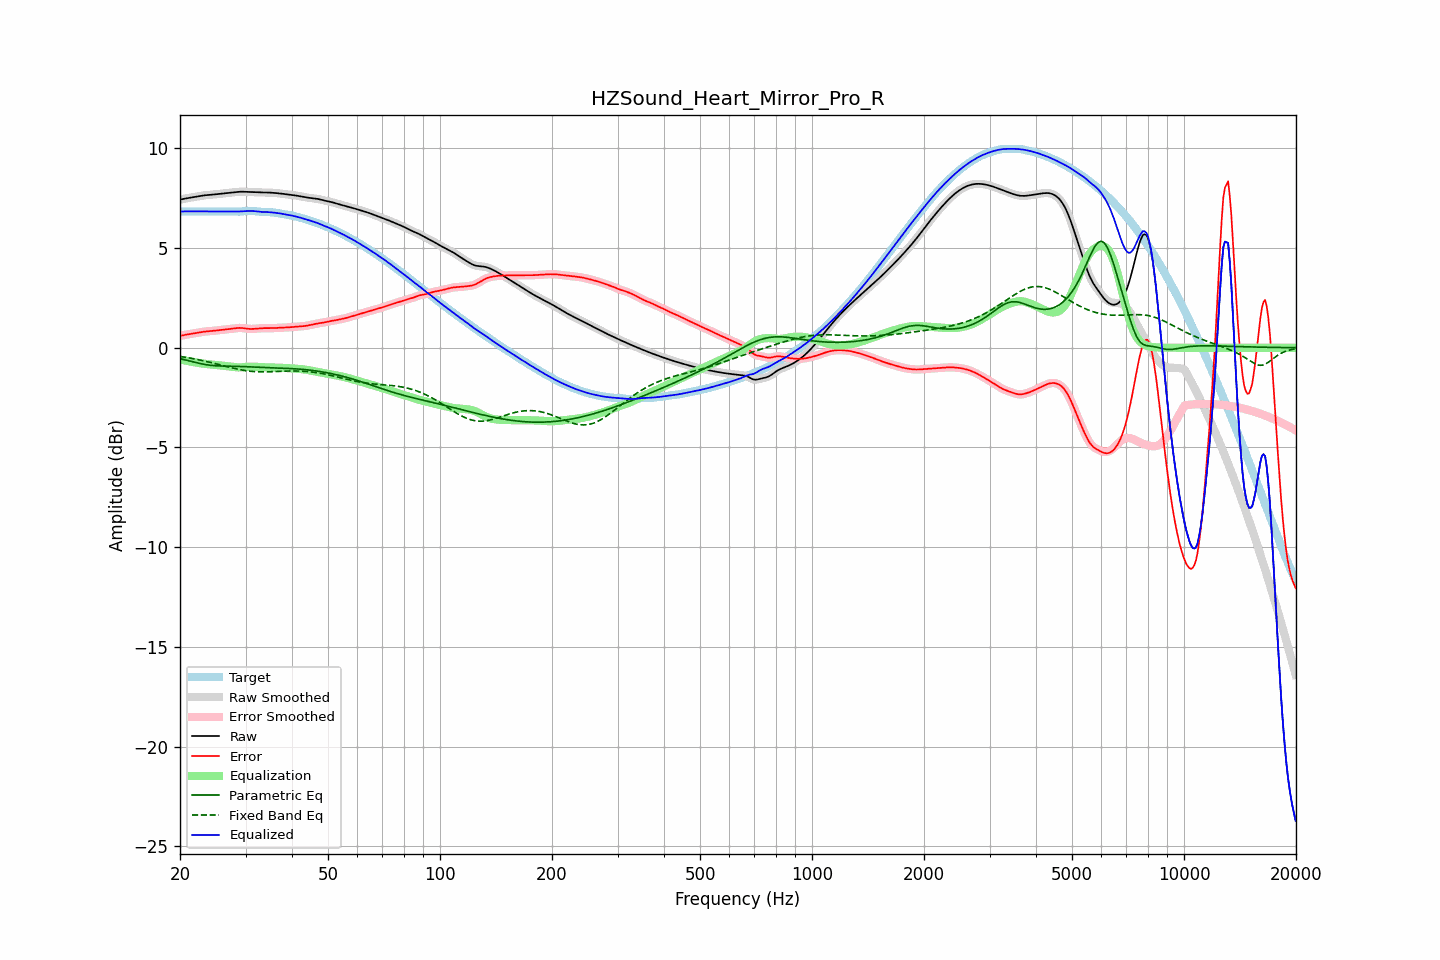 HZSound_Heart_Mirror_Pro_R
10
5
0
−5
−10
−15
−20
−25
Amplitude (dBr)
Target
Raw Smoothed
Error Smoothed
Raw
Error
Equalization
Parametric Eq
Fixed Band Eq
Equalized
20 50 100 200 500 1000 2000 5000 10000 20000
Frequency (Hz)